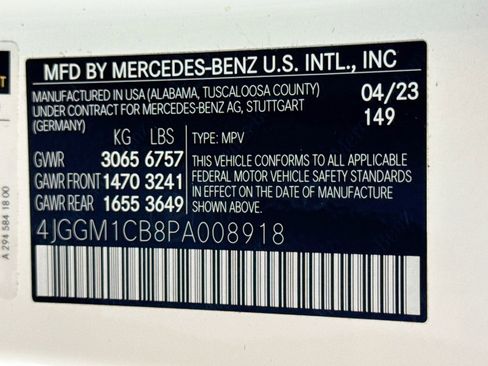 MFD BY MERCEDES-BENZ U.S. INTL., INC
MANUFACTURED IN USA (ALABAMA, TUSCALOOSA COUNTY)
UNDER CONTRACT FOR MERCEDES-BENZ AG, STUTTGART
(GERMANY)
04/23
149
KG LBS
GVWR 3065 6757
GAWR FRONT 1470 3241
GAWR REAR 1655 3649
TYPE: MPV
THIS VEHICLE CONFORMS TO ALL APPLICABLE
FEDERAL MOTOR VEHICLE SAFETY STANDARDS
IN EFFECT ON THE DATE OF MANUFACTURE
SHOWN ABOVE.
4JGGM1CB8PA008918
A 294 584 18 00